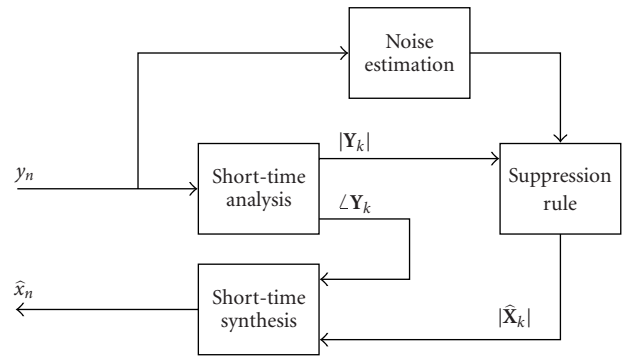 Noise
estimation
|Y_k|
y_n
Short-time
analysis
Suppression
rule
∠Y_k
x̂_n
Short-time
synthesis
|X̂_k|